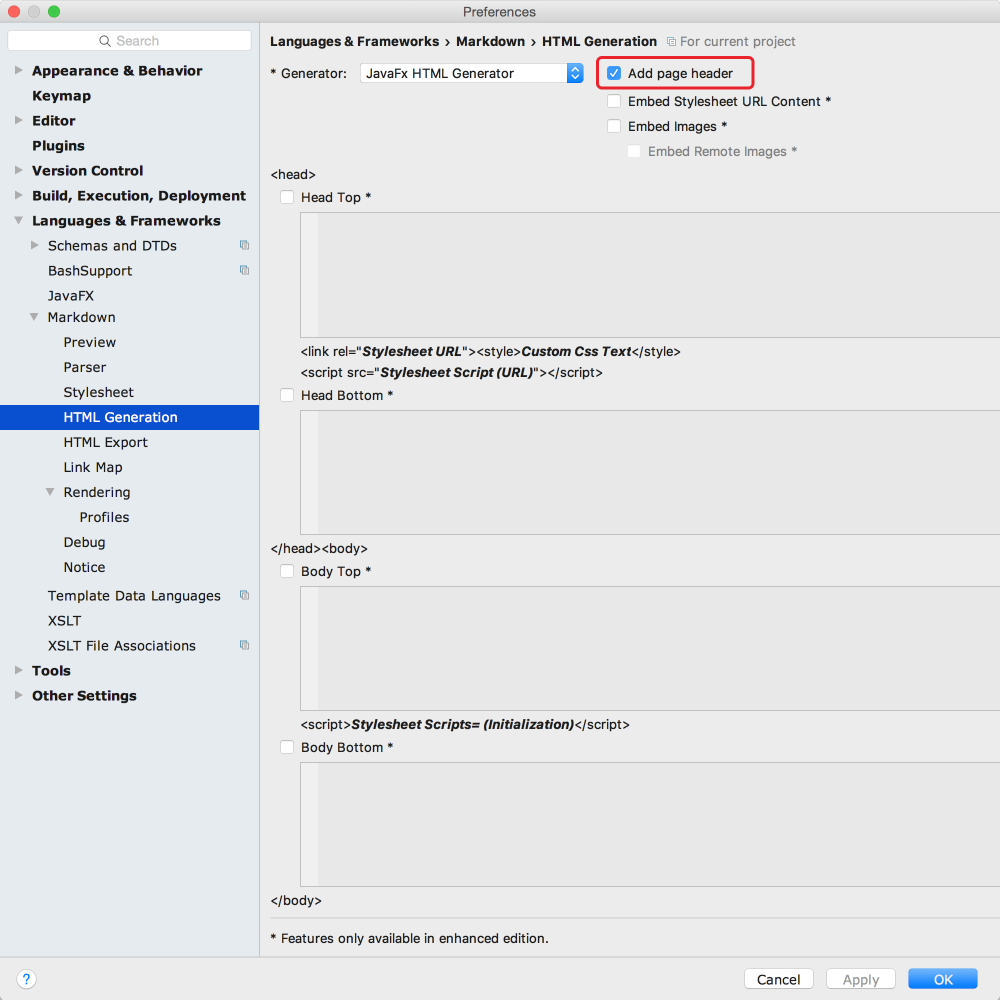 Preferences
Search
Appearance & Behavior
Keymap
Editor
Plugins
Version Control
Build, Execution, Deployment
Languages & Frameworks
Schemas and DTDs
BashSupport
JavaFX
Markdown
Preview
Parser
Stylesheet
HTML Generation
HTML Export
Link Map
Rendering
Profiles
Debug
Notice
Template Data Languages
XSLT
XSLT File Associations
Tools
Other Settings
Languages & Frameworks › Markdown › HTML Generation For current project
* Generator: JavaFx HTML Generator
Add page header
Embed Stylesheet URL Content *
Embed Images *
Embed Remote Images *
<head>
Head Top *
<link rel="Stylesheet URL"><style>Custom Css Text</style>
<script src="Stylesheet Script (URL)"></script>
Head Bottom *
</head><body>
Body Top *
<script>Stylesheet Scripts= (Initialization)</script>
Body Bottom *
</body>
* Features only available in enhanced edition.
?
Cancel
Apply
OK